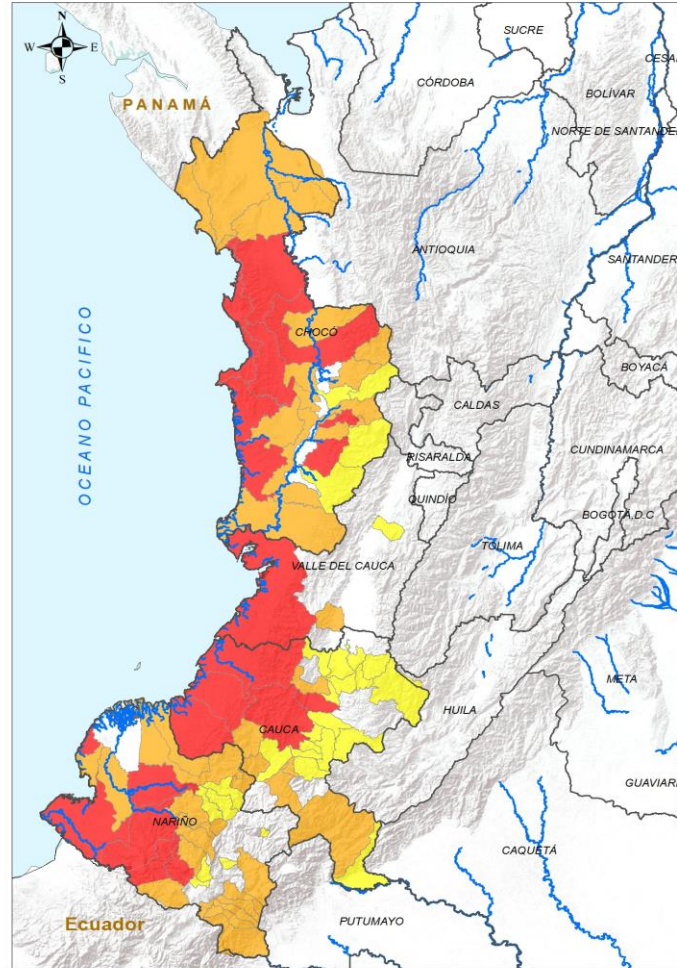 N
W E
S
SUCRE
CESAR
CÓRDOBA
BOLÍVAR
PANAMÁ
NORTE DE SANTANDER
ANTIOQUIA
SANTANDER
CHOCÓ
BOYACÁ
CALDAS
OCEANO PACIFICO
CUNDINAMARCA
RISARALDA
QUINDÍO
BOGOTÁ, D.C
TOLIMA
VALLE DEL CAUCA
META
HUILA
CAUCA
GUAVIARE
NARIÑO
CAQUETÁ
Ecuador
PUTUMAYO